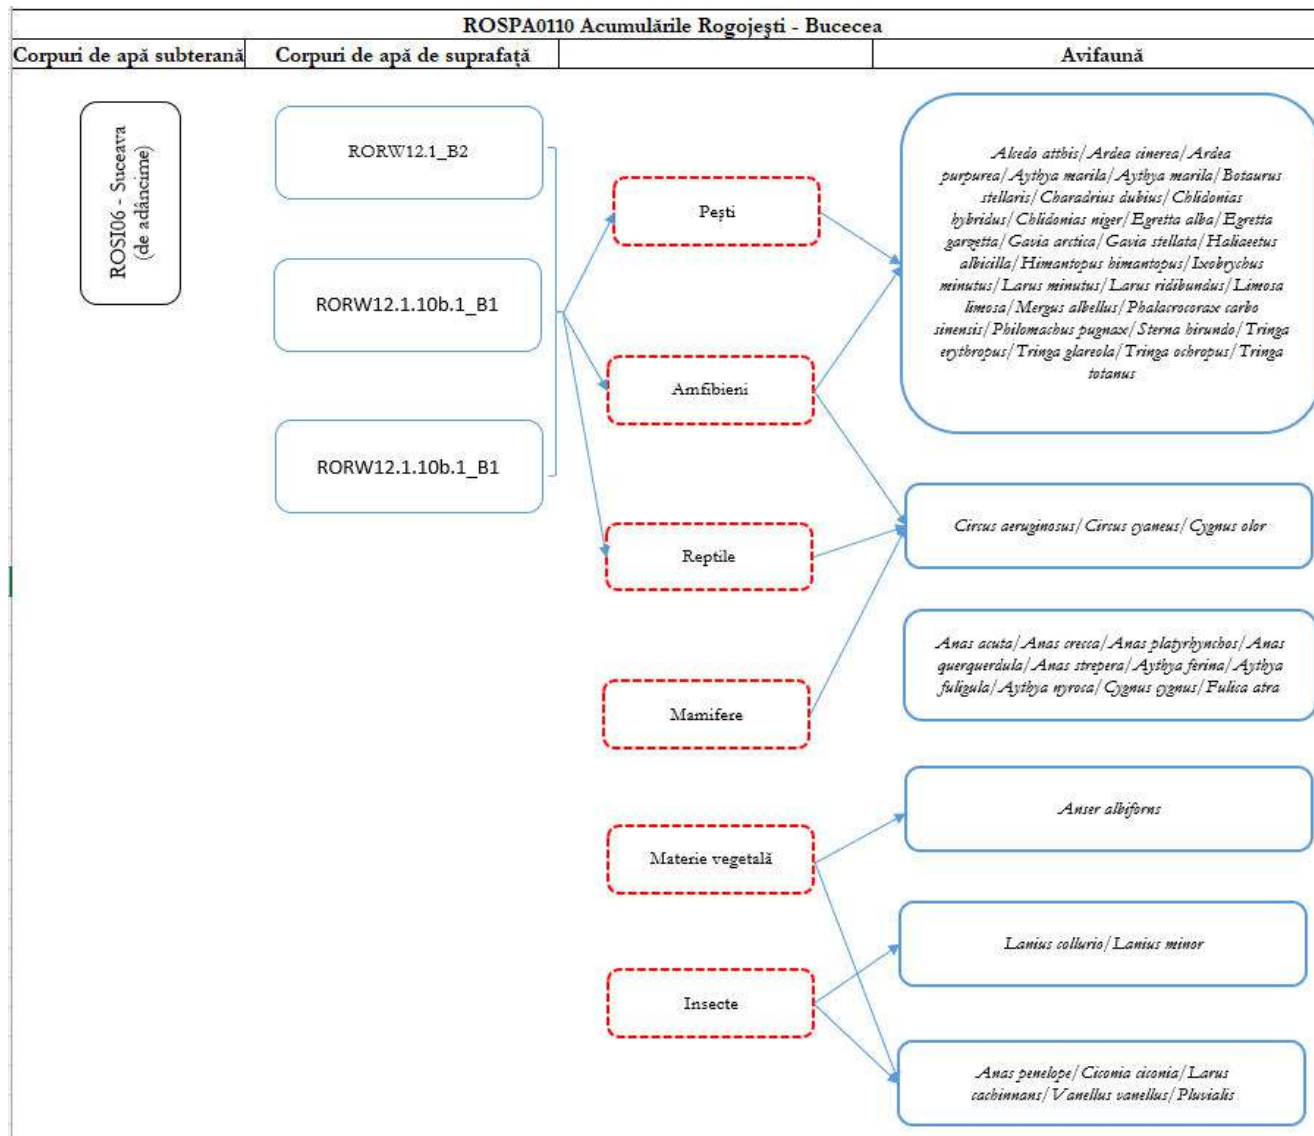 ROSPA0110 Acumulările Rogojești - Bucecea
Corpuri de apă subterană
Corpuri de apă de suprafață
Avifaună
ROSI06 - Suceava
(de adâncime)
RORW12.1_B2
RORW12.1.10b.1_B1
RORW12.1.10b.1_B1
Pești
Amfibieni
Reptile
Mamifere
Materie vegetală
Insecte
Alcedo atthis/Ardea cinerea/Ardea
purpurea/Aythya marila/Aythya marila/Botaurus
stellaris/Charadrius dubius/Chlidonias
hybridus/Chlidonias niger/Egretta alba/Egretta
garzetta/Gavia arctica/Gavia stellata/Haliaeetus
albicilla/Himantopus himantopus/Ixobrychus
minutus/Larus minutus/Larus ridibundus/Limosa
limosa/Mergus albellus/Phalacrocorax carbo
sinensis/Philomachus pugnax/Sterna hirundo/Tringa
erythropus/Tringa glareola/Tringa ochropus/Tringa
totanus
Circus aeruginosus/Circus cyaneus/Cygnus olor
Anas acuta/Anas crecca/Anas platyrhynchos/Anas
querquerdula/Anas strepera/Aythya ferina/Aythya
fuligula/Aythya nyroca/Cygnus cygnus/Fulica atra
Anser albiforns
Lanius collurio/Lanius minor
Anas penelope/Ciconia ciconia/Larus
cachinnans/Vanellus vanellus/Pluvialis